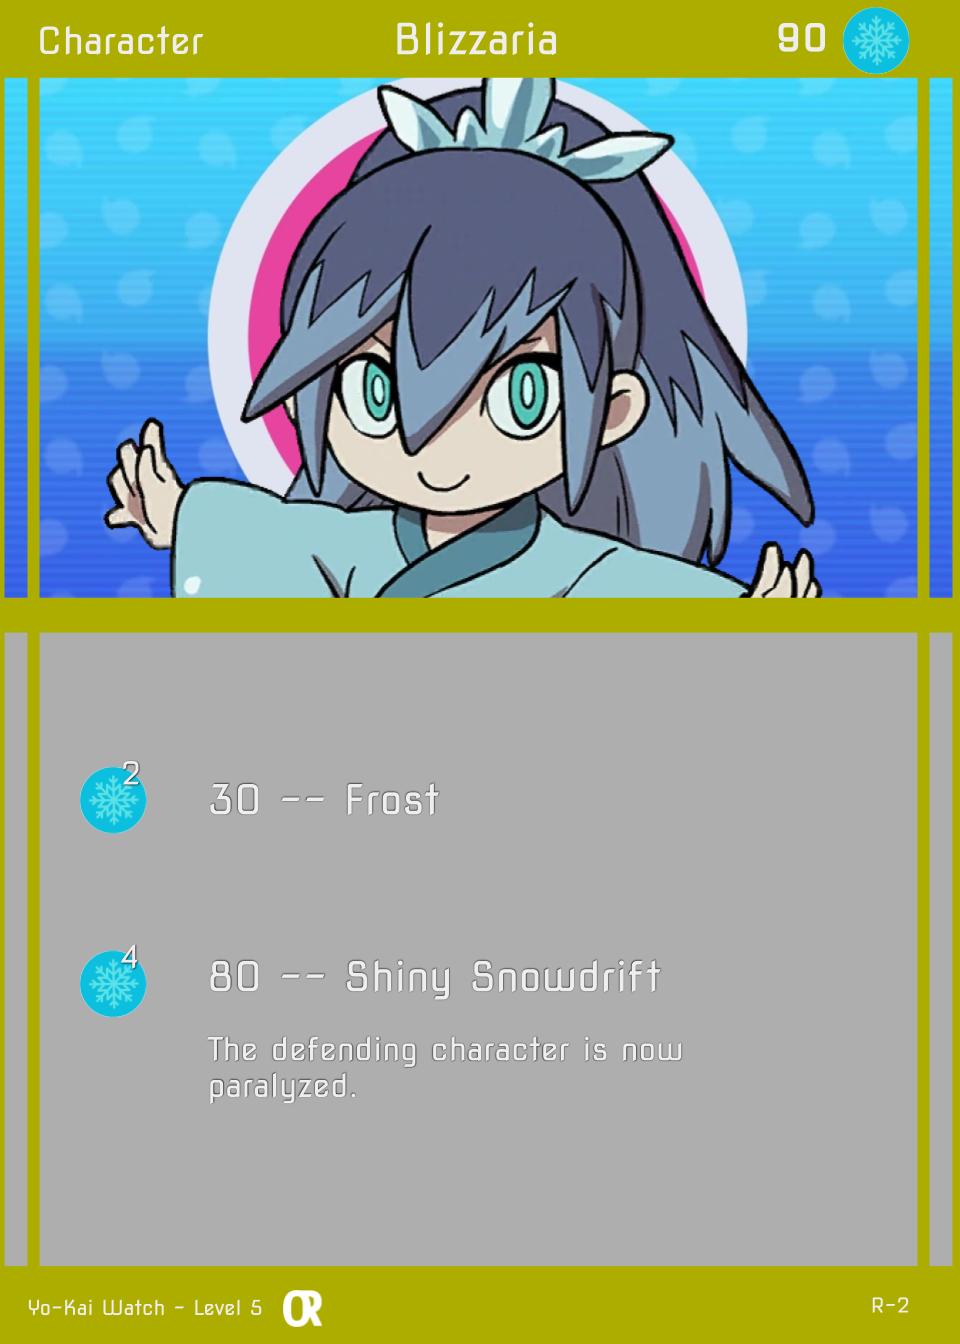 Character Blizzaria 90
2
30 -- Frost
4
80 -- Shiny Snowdrift
The defending character is now
paralyzed.
Yo-Kai Watch - Level 5 OR R-2